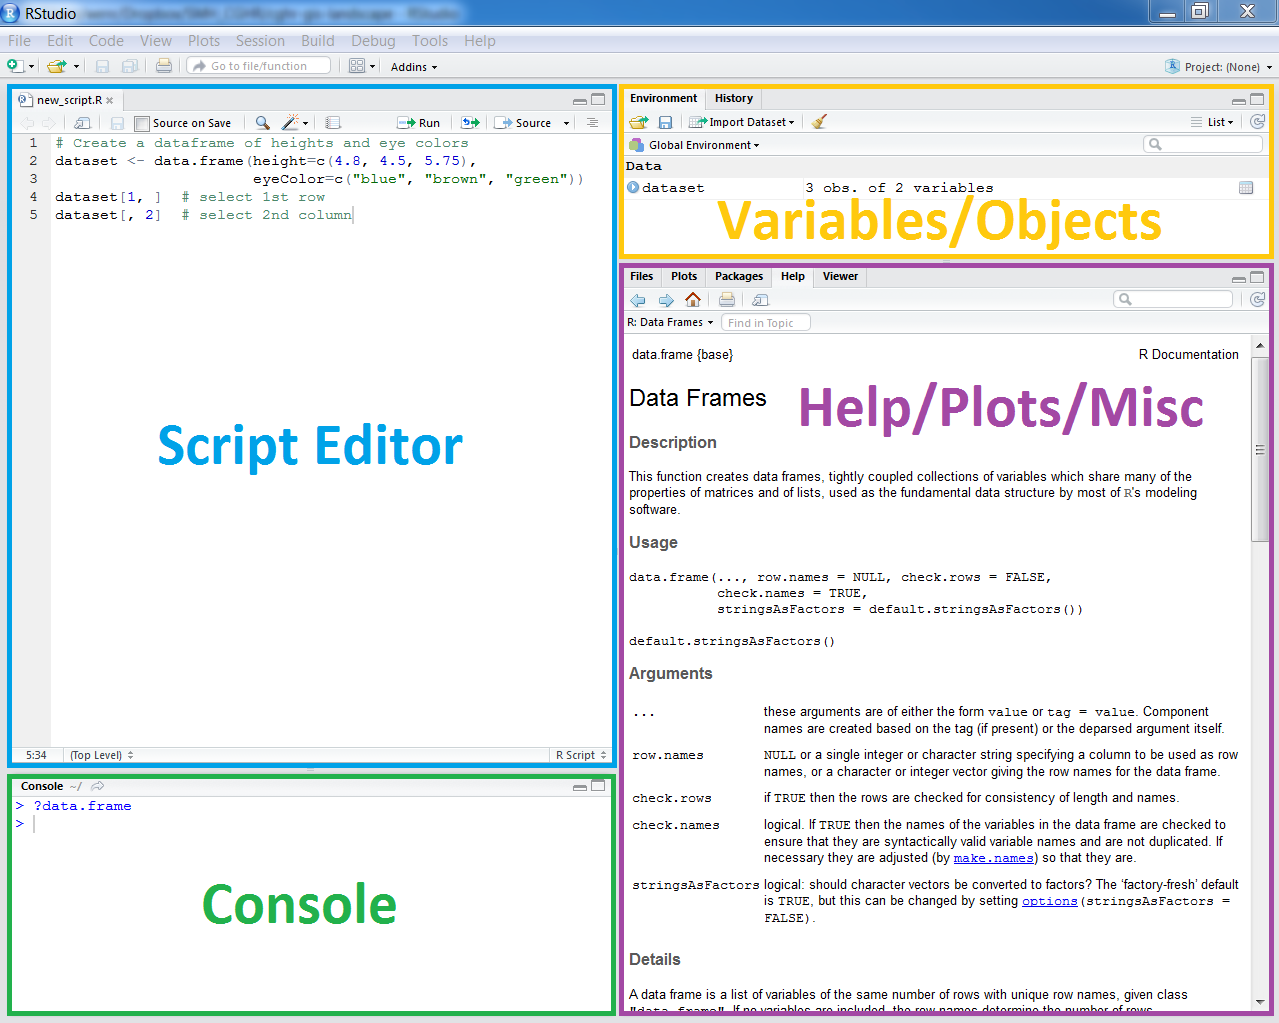 RStudio
File Edit Code View Plots Session Build Debug Tools Help
Go to file/function Addins Project: (None)
new_script.R
Source on Save Run Source
1 # Create a dataframe of heights and eye colors
2 dataset <- data.frame(height=c(4.8, 4.5, 5.75),
3 eyeColor=c("blue", "brown", "green"))
4 dataset[1, ] # select 1st row
5 dataset[, 2] # select 2nd column
Script Editor
5:34 (Top Level) R Script
Console ~/
> ?data.frame
>
Console
Environment History
Import Dataset List
Global Environment
Data
dataset 3 obs. of 2 variables
Variables/Objects
Files Plots Packages Help Viewer
R: Data Frames Find in Topic
data.frame {base} R Documentation
Data Frames
Help/Plots/Misc
Description
This function creates data frames, tightly coupled collections of variables which share many of the
properties of matrices and of lists, used as the fundamental data structure by most of R's modeling
software.
Usage
data.frame(..., row.names = NULL, check.rows = FALSE,
check.names = TRUE,
stringsAsFactors = default.stringsAsFactors())
default.stringsAsFactors()
Arguments
... these arguments are of either the form value or tag = value. Component
names are created based on the tag (if present) or the deparsed argument itself.
row.names NULL or a single integer or character string specifying a column to be used as row
names, or a character or integer vector giving the row names for the data frame.
check.rows if TRUE then the rows are checked for consistency of length and names.
check.names logical. If TRUE then the names of the variables in the data frame are checked to
ensure that they are syntactically valid variable names and are not duplicated. If
necessary they are adjusted (by make.names) so that they are.
stringsAsFactors logical: should character vectors be converted to factors? The ‘factory-fresh’ default
is TRUE, but this can be changed by setting options(stringsAsFactors =
FALSE).
Details
A data frame is a list of variables of the same number of rows with unique row names, given class
"data.frame". If no variables are included, the row names determine the number of rows.